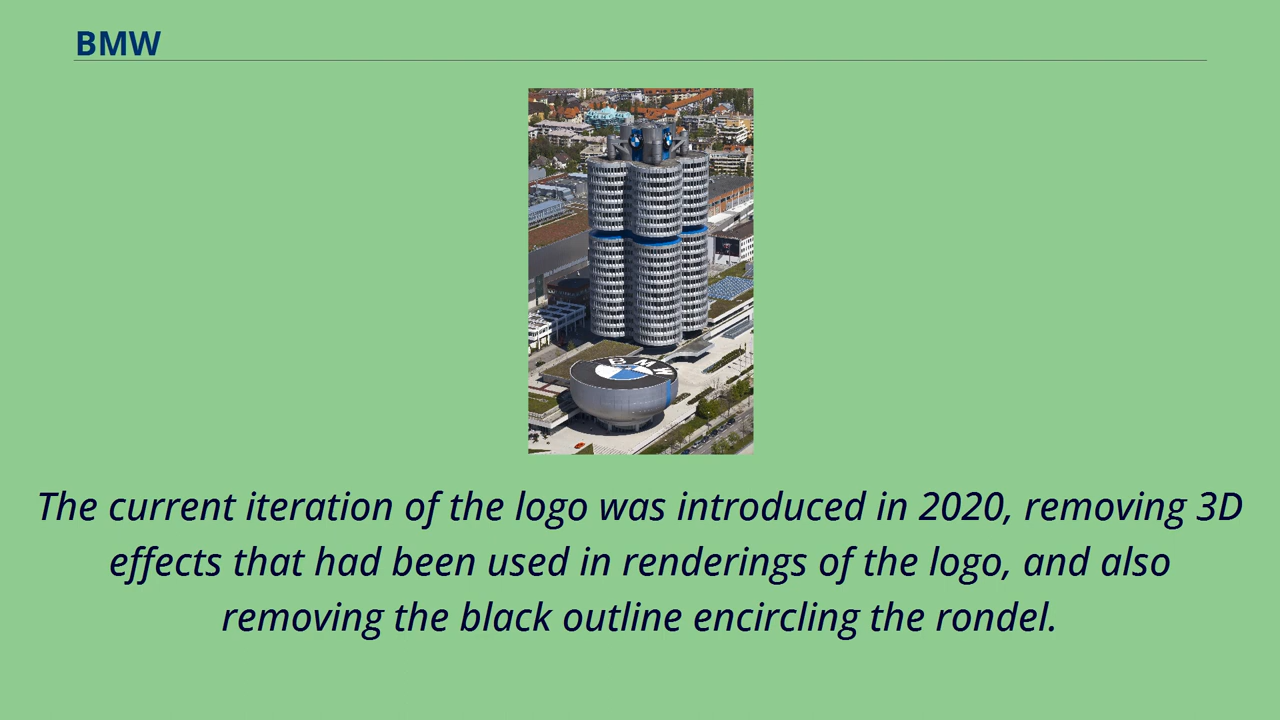 BMW
BMW
The current iteration of the logo was introduced in 2020, removing 3D
effects that had been used in renderings of the logo, and also
removing the black outline encircling the rondel.